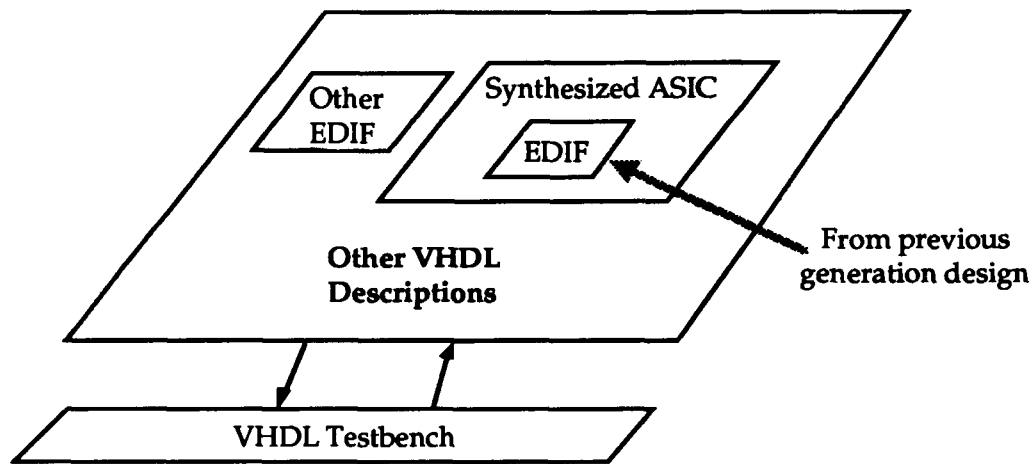 Other
EDIF
Synthesized ASIC
EDIF
From previous
generation design
Other VHDL
Descriptions
VHDL Testbench